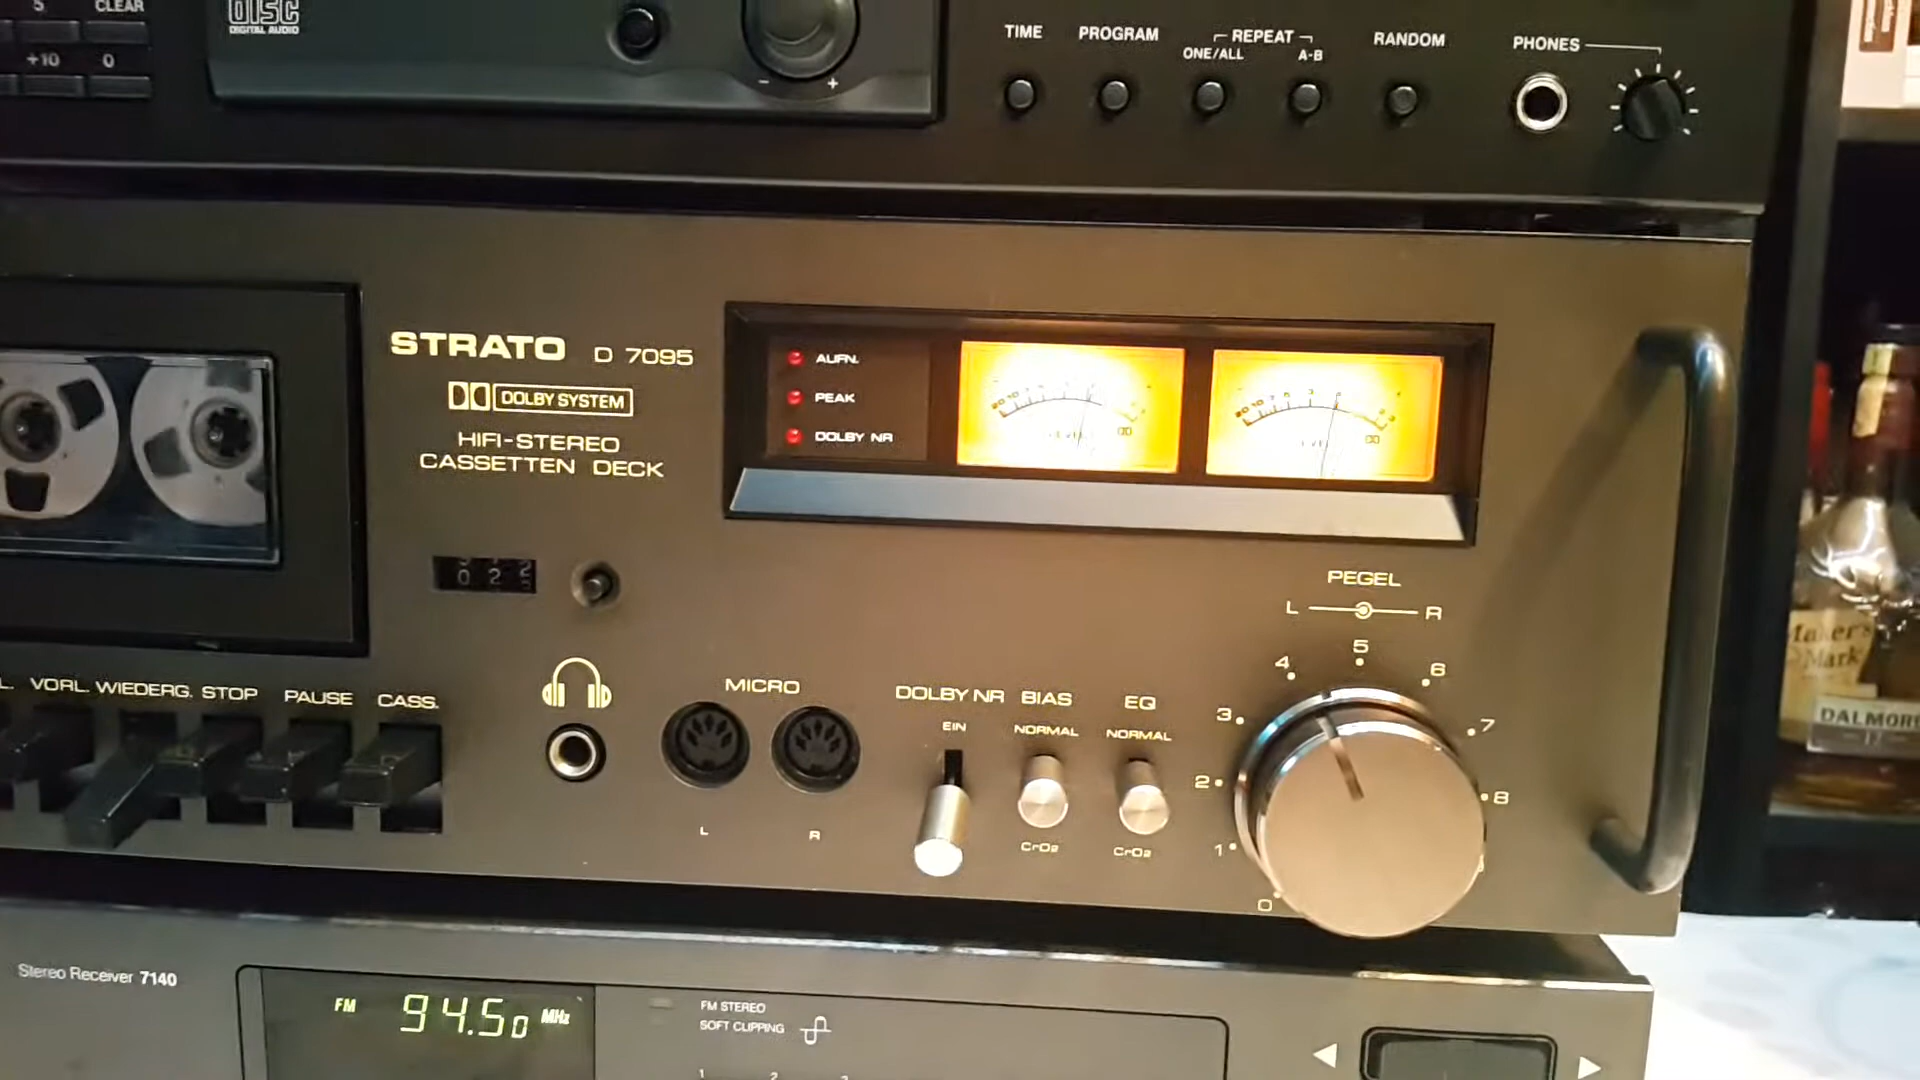 5 CLEAR
+10 0
DISC
DIGITAL AUDIO
- +
TIME PROGRAM REPEAT RANDOM PHONES
ONE/ALL A-B
STRATO D 7095
DOLBY SYSTEM
HIFI-STEREO
CASSETTEN DECK
AUFN.
PEAK
DOLBY NR
0 2
PEGEL
L R
0 1 2 3 4 5 6 7 8
VORL. WIEDERG. STOP PAUSE CASS.
MICRO
L R
DOLBY NR BIAS EQ
EIN NORMAL NORMAL
CrO₂ CrO₂
Stereo Receiver 7140
FM 94.50 MHz
FM STEREO
SOFT CLIPPING
1 2 3
Maker's
Mark
DALMORE